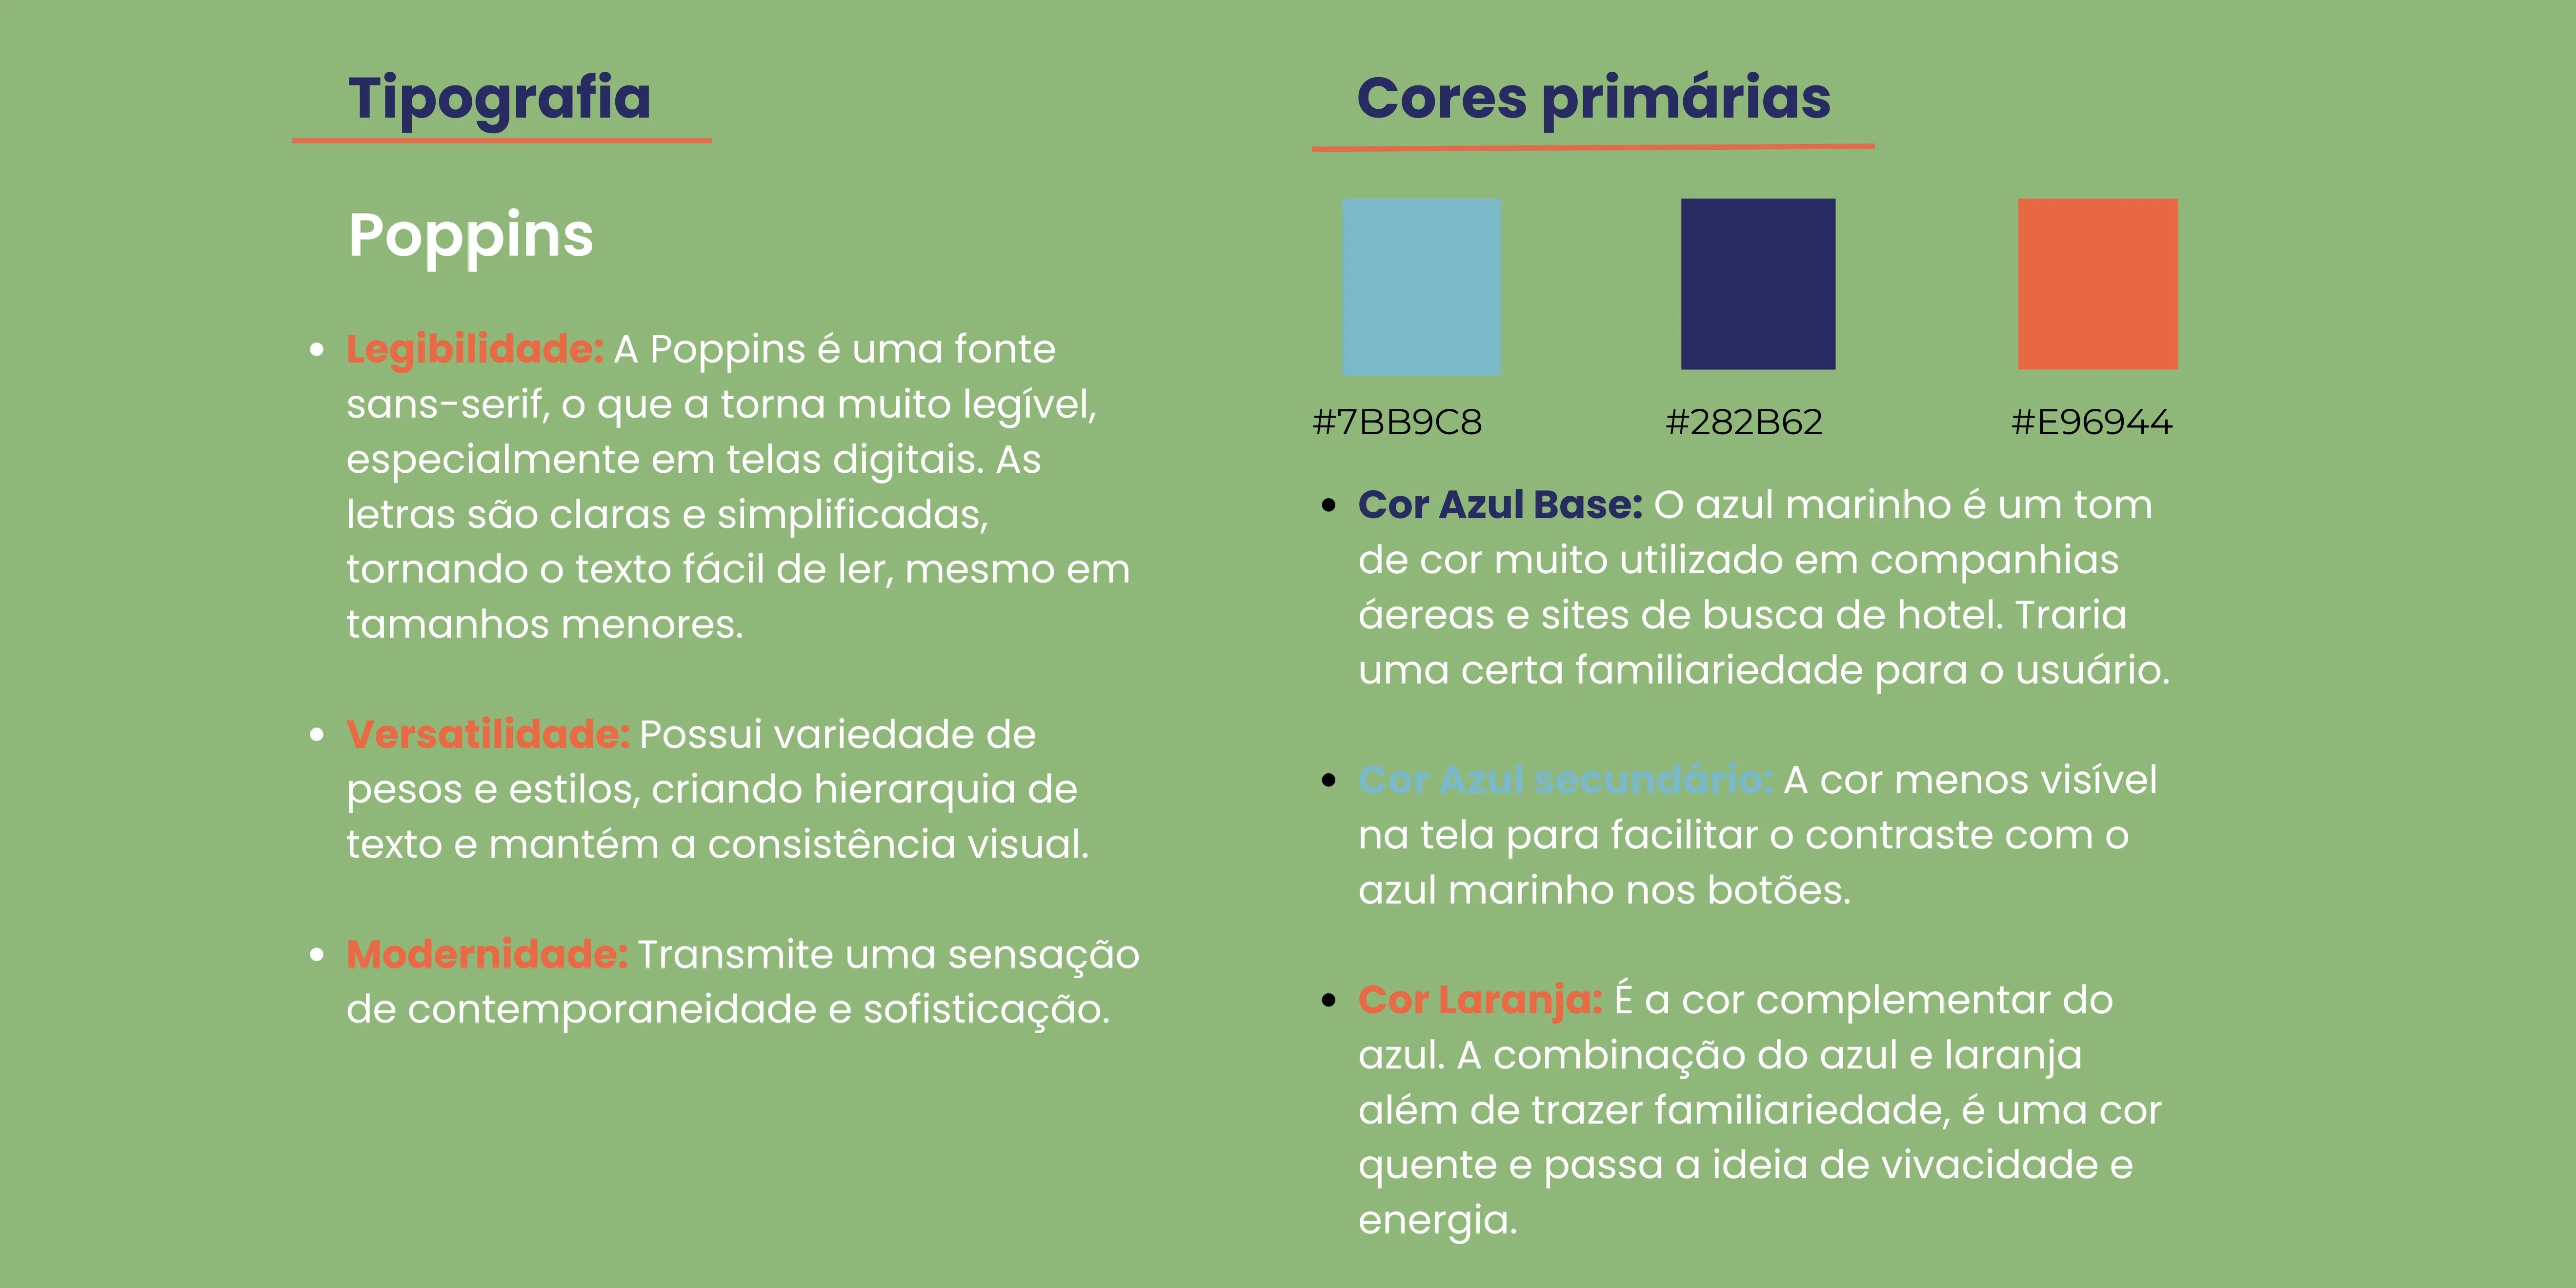 Tipografia
Poppins
Legibilidade: A Poppins é uma fonte
sans-serif, o que a torna muito legível,
especialmente em telas digitais. As
letras são claras e simplificadas,
tornando o texto fácil de ler, mesmo em
tamanhos menores.
Versatilidade: Possui variedade de
pesos e estilos, criando hierarquia de
texto e mantém a consistência visual.
Modernidade: Transmite uma sensação
de contemporaneidade e sofisticação.
Cores primárias
#7BB9C8
#282B62
#E96944
Cor Azul Base: O azul marinho é um tom
de cor muito utilizado em companhias
áereas e sites de busca de hotel. Traria
uma certa familiariedade para o usuário.
Cor Azul secundário: A cor menos visível
na tela para facilitar o contraste com o
azul marinho nos botões.
Cor Laranja: É a cor complementar do
azul. A combinação do azul e laranja
além de trazer familiariedade, é uma cor
quente e passa a ideia de vivacidade e
energia.